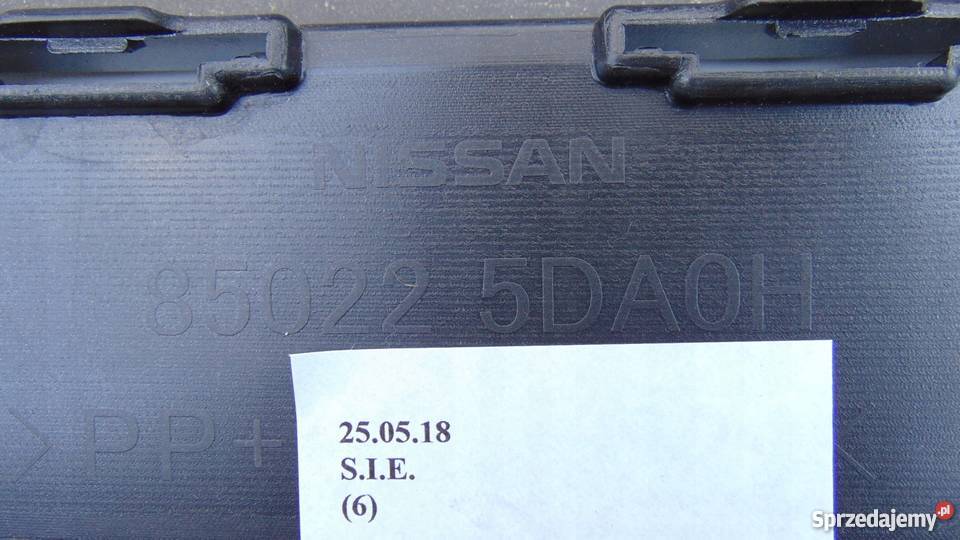 NISSAN
85022 5DA0H
>PP+
25.05.18
S.I.E.
(6)
Sprzedajemy.pl